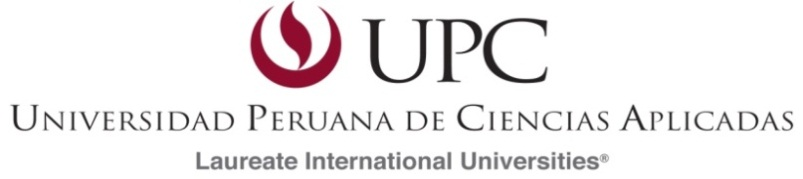 UPC
UNIVERSIDAD PERUANA DE CIENCIAS APLICADAS
Laureate International Universities®